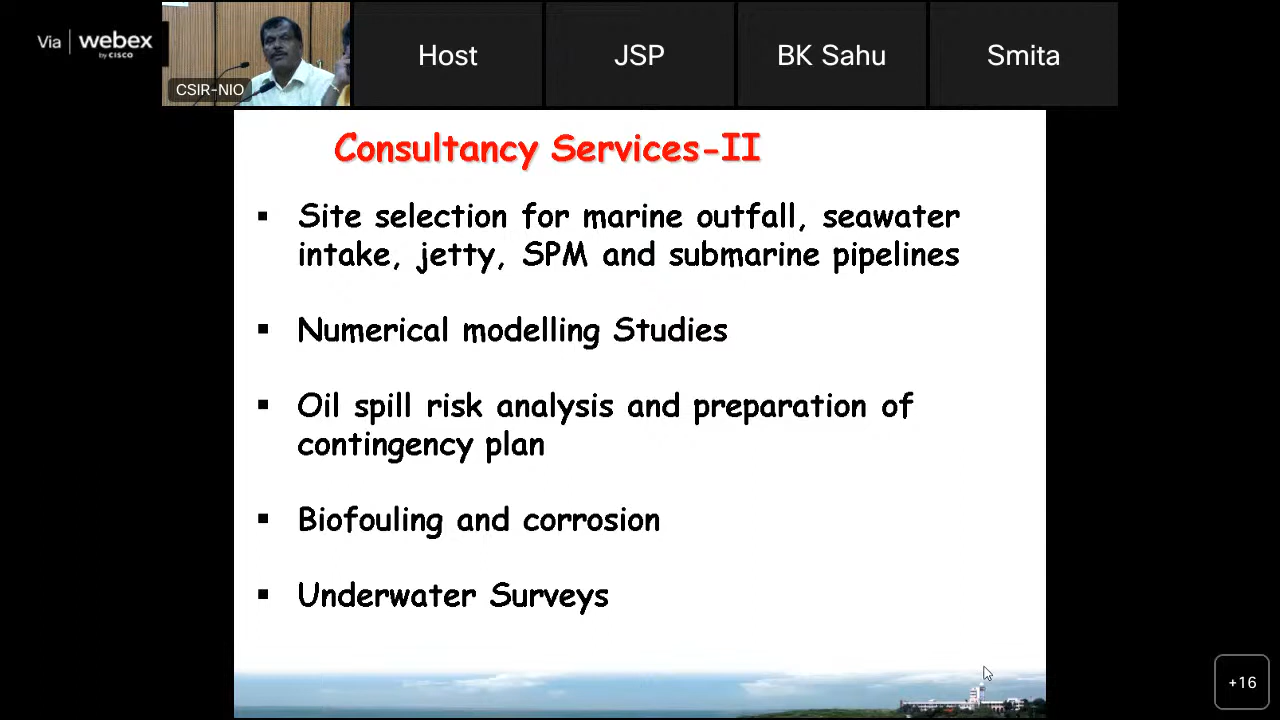 Via | webex
by CISCO
CSIR-NIO
Host
JSP
BK Sahu
Smita
Consultancy Services-II
▪ Site selection for marine outfall, seawater
intake, jetty, SPM and submarine pipelines
▪ Numerical modelling Studies
▪ Oil spill risk analysis and preparation of
contingency plan
▪ Biofouling and corrosion
▪ Underwater Surveys
+16